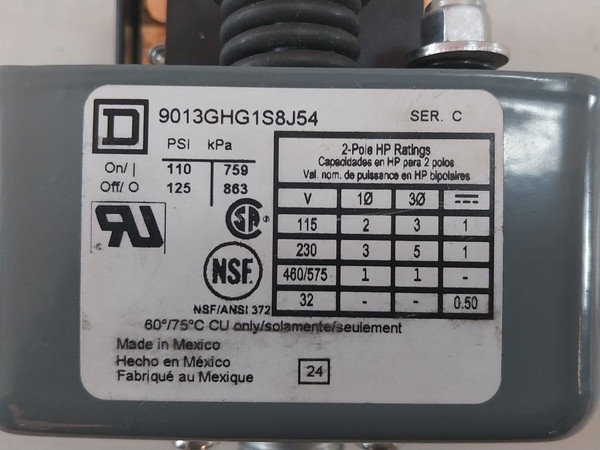 D
9013GHG1S8J54 SER. C
PSI kPa
On/ | 110 759
Off/ O 125 863
2-Pole HP Ratings
Capacidades en HP para 2 polos
Val. nom. de puissance en HP bipolaires
V 1Ø 3Ø
115 2 3 1
230 3 5 1
460/575 1 1 -
32 - - 0.50
RU
SA
NSF.
NSF/ANSI 372
60°/75°C CU only/solamente/seulement
Made in Mexico
Hecho en México
Fabriqué au Mexique
24